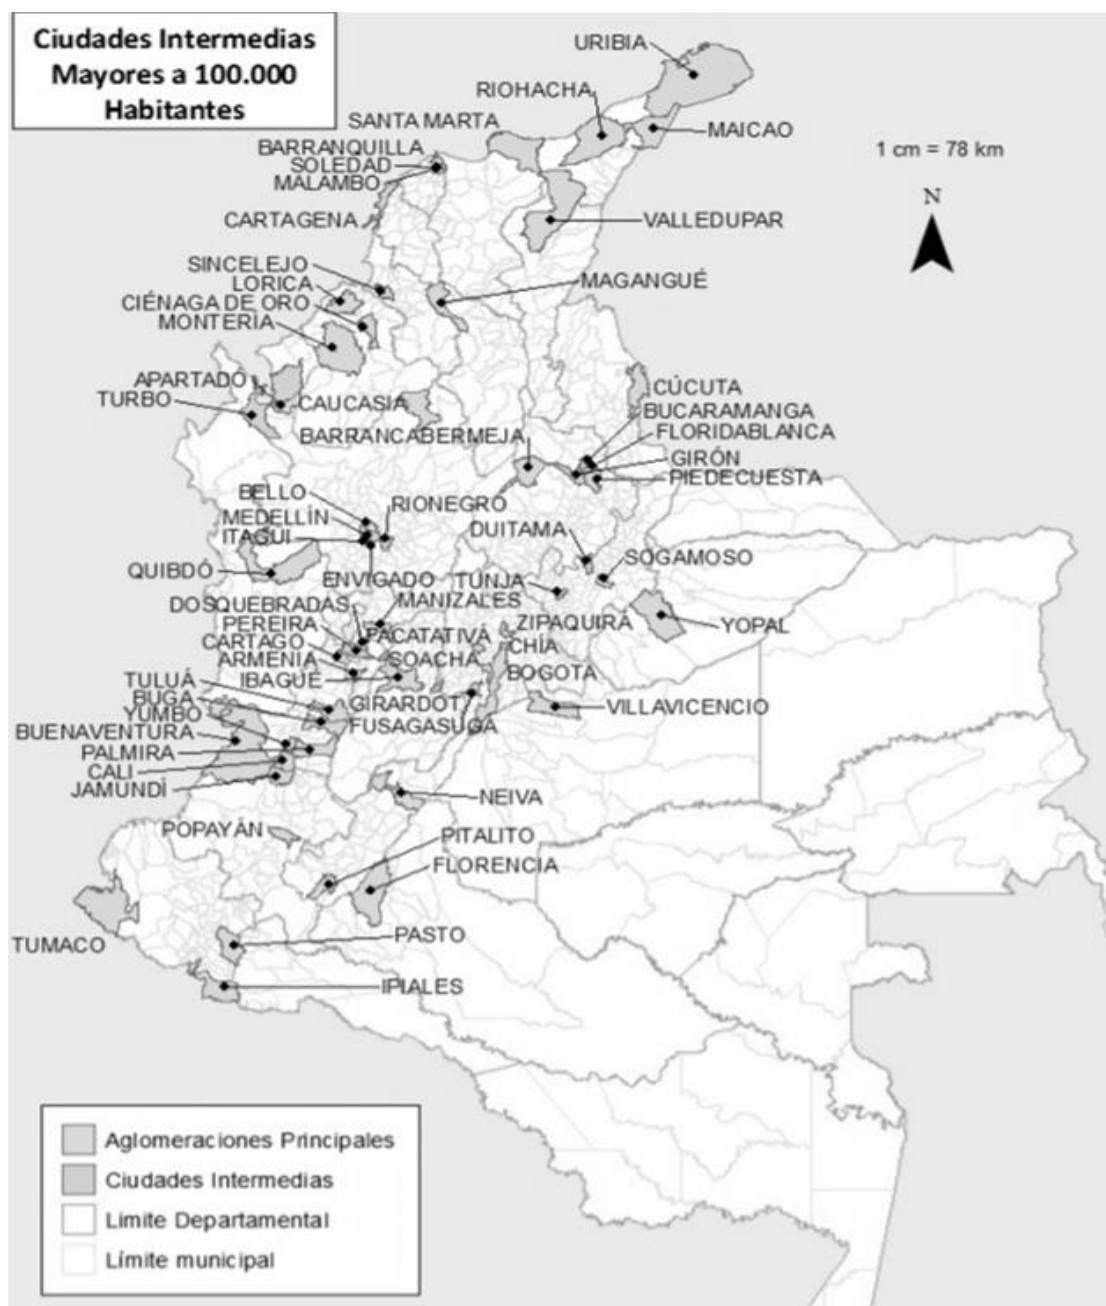 Ciudades Intermedias
Mayores a 100.000
Habitantes
URIBIA
RIOHACHA
SANTA MARTA
MAICAO
1 cm = 78 km
BARRANQUILLA
SOLEDAD
MALAMBO
N
CARTAGENA
VALLEDUPAR
SINCELEJO
LORICA
MAGANGUÉ
CIÉNAGA DE ORO
MONTERÍA
APARTADÓ
CÚCUTA
TURBO
CAUCASIA
BUCARAMANGA
BARRANCABERMEJA
FLORIDABLANCA
GIRÓN
PIEDECUESTA
BELLO
RIONEGRO
MEDELLÍN
DUITAMA
ITAGUI
SOGAMOSO
QUIBDÓ
ENVIGADO
TUNJA
DOSQUEBRADAS
MANIZALES
PEREIRA
FACATATIVÁ
ZIPAQUIRÁ
YOPAL
CARTAGO
CHÍA
ARMENIA
SOACHA
IBAGUÉ
BOGOTÁ
TULUÁ
BUGA
GIRARDOT
VILLAVICENCIO
YUMBO
FUSAGASUGÁ
BUENAVENTURA
PALMIRA
CALI
JAMUNDÍ
NEIVA
POPAYÁN
PITALITO
FLORENCIA
TUMACO
PASTO
IPIALES
Aglomeraciones Principales
Ciudades Intermedias
Limite Departamental
Límite municipal